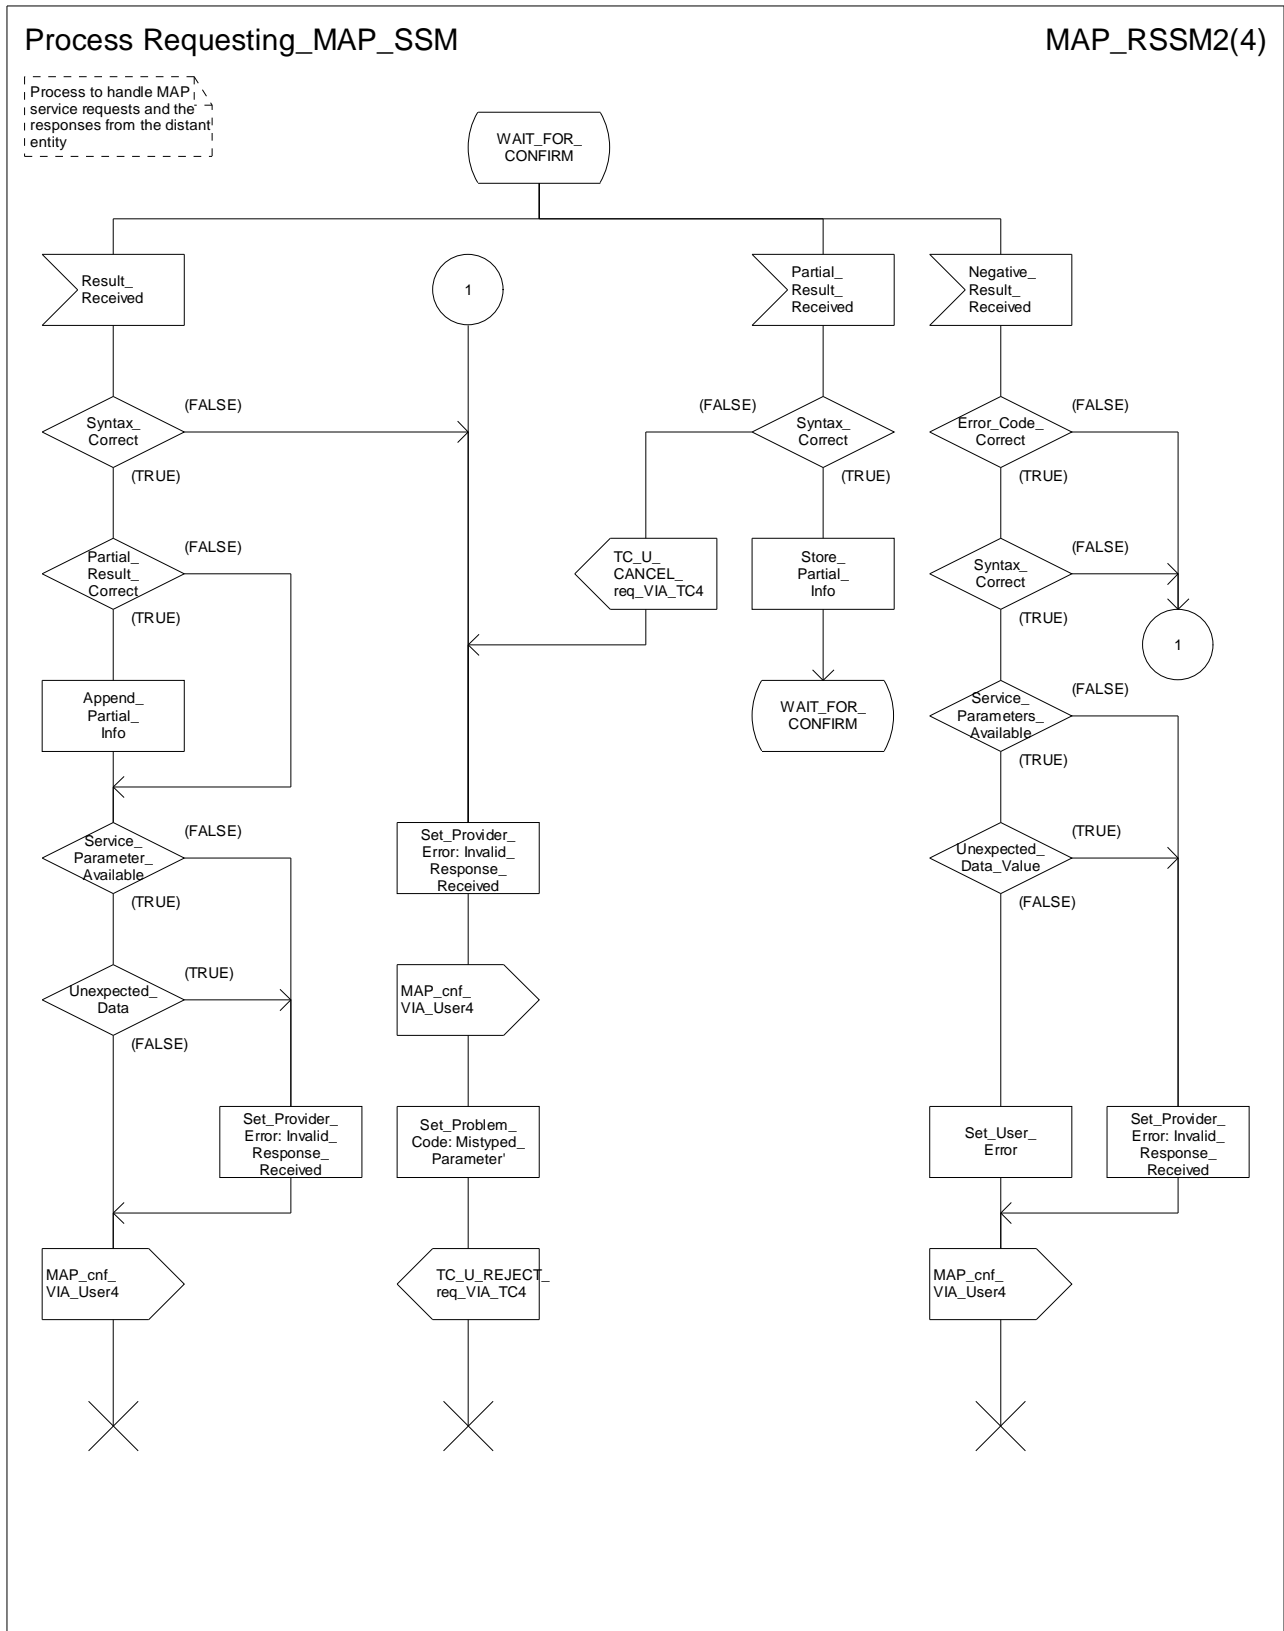 Process Requesting_MAP_SSM
MAP_RSSM2(4)
Process to handle MAP
service requests and the
responses from the distant
entity
WAIT_FOR_
CONFIRM
Result_
Received
1
Partial_
Result_
Received
Negative_
Result_
Received
Syntax_
Correct
(FALSE)
(TRUE)
(FALSE)
Syntax_
Correct
(TRUE)
Error_Code_
Correct
(FALSE)
(TRUE)
Partial_
Result_
Correct
(FALSE)
(TRUE)
TC_U_
CANCEL_
req_VIA_TC4
Store_
Partial_
Info
Syntax_
Correct
(FALSE)
(TRUE)
1
Append_
Partial_
Info
WAIT_FOR_
CONFIRM
Service_
Parameters_
Available
(FALSE)
(TRUE)
Service_
Parameter_
Available
(FALSE)
(TRUE)
Set_Provider_
Error: Invalid_
Response_
Received
Unexpected_
Data_Value
(TRUE)
(FALSE)
Unexpected_
Data
(TRUE)
(FALSE)
MAP_cnf_
VIA_User4
Set_Provider_
Error: Invalid_
Response_
Received
Set_Problem_
Code: Mistyped_
Parameter'
Set_User_
Error
Set_Provider_
Error: Invalid_
Response_
Received
MAP_cnf_
VIA_User4
TC_U_REJECT_
req_VIA_TC4
MAP_cnf_
VIA_User4